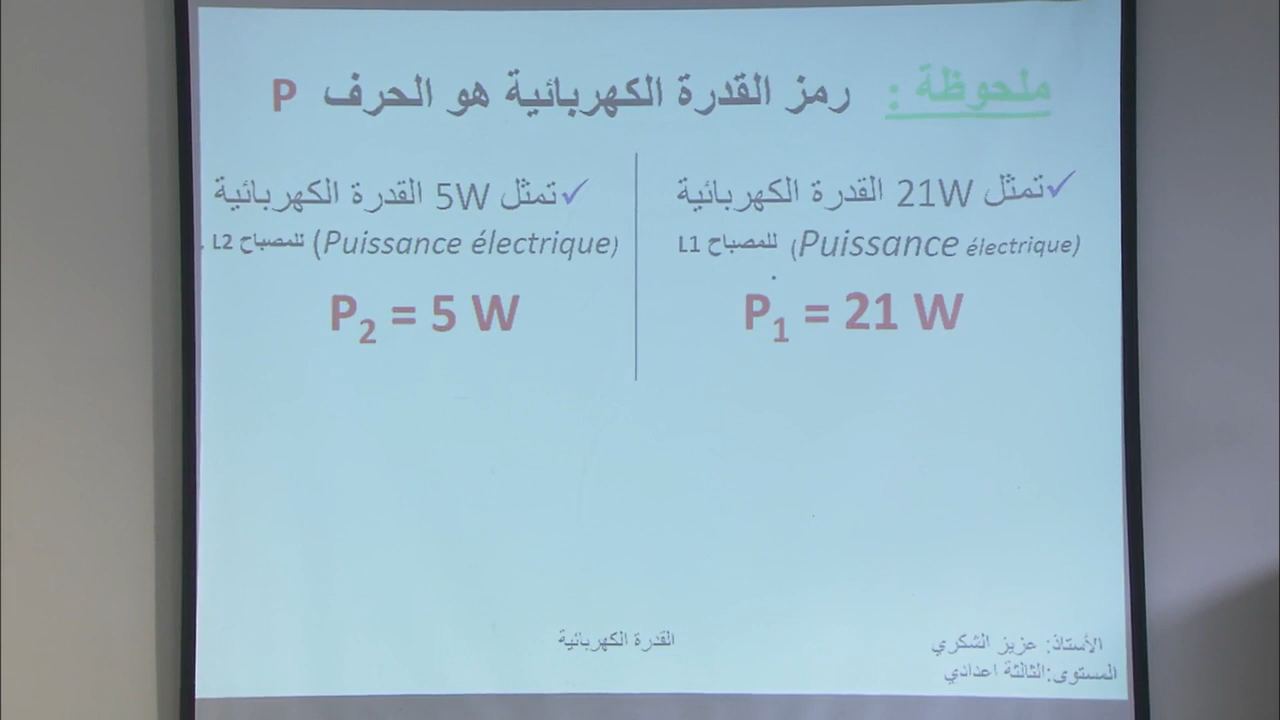 ملحوظة : رمز القدرة الكهربائية هو الحرف P
✓تمثل 21W القدرة الكهربائية
(Puissance électrique) للمصباح L1
P₁ = 21 W
✓تمثل 5W القدرة الكهربائية
(Puissance électrique) للمصباح L2 .
P₂ = 5 W
القدرة الكهربائية
الأستاذ: عزيز الشكري
المستوى:الثالثة اعدادي